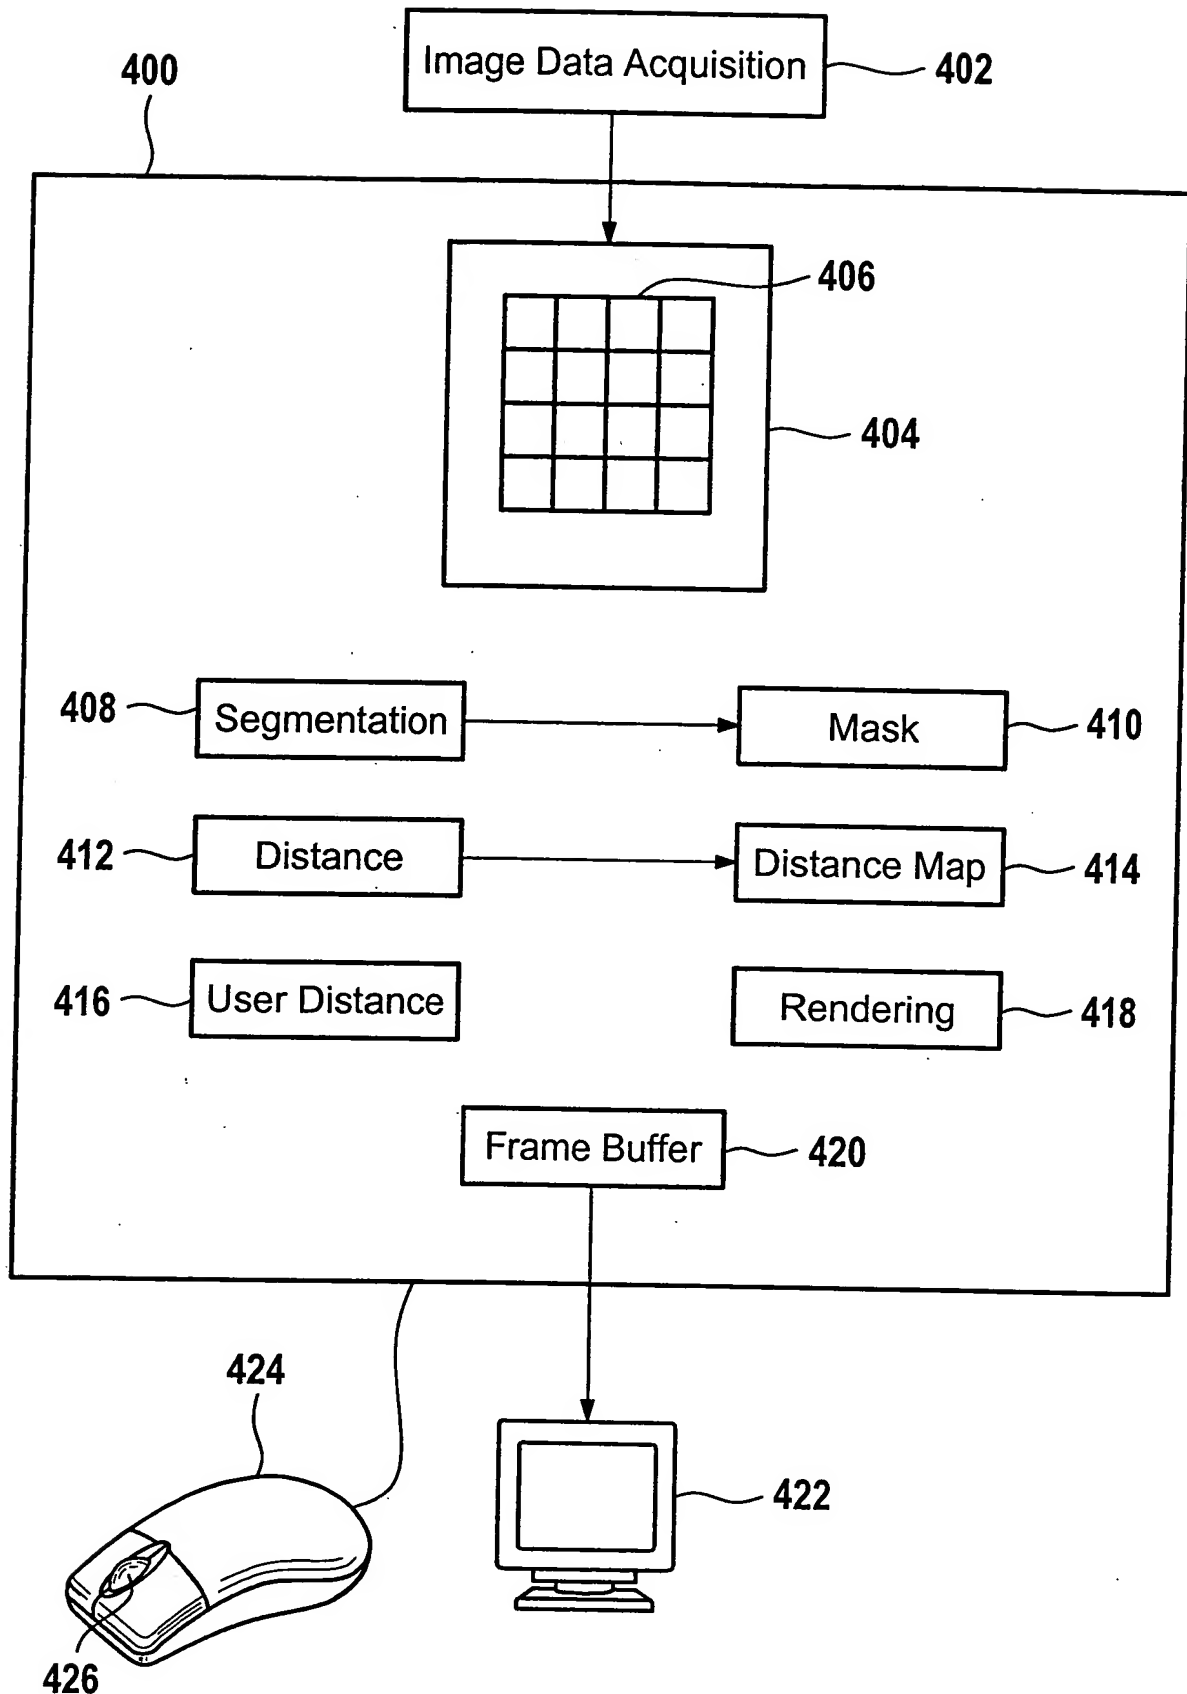 Image Data Acquisition 402
400
406
404
408 Segmentation Mask 410
412 Distance Distance Map 414
416 User Distance Rendering 418
Frame Buffer 420
424
422
426